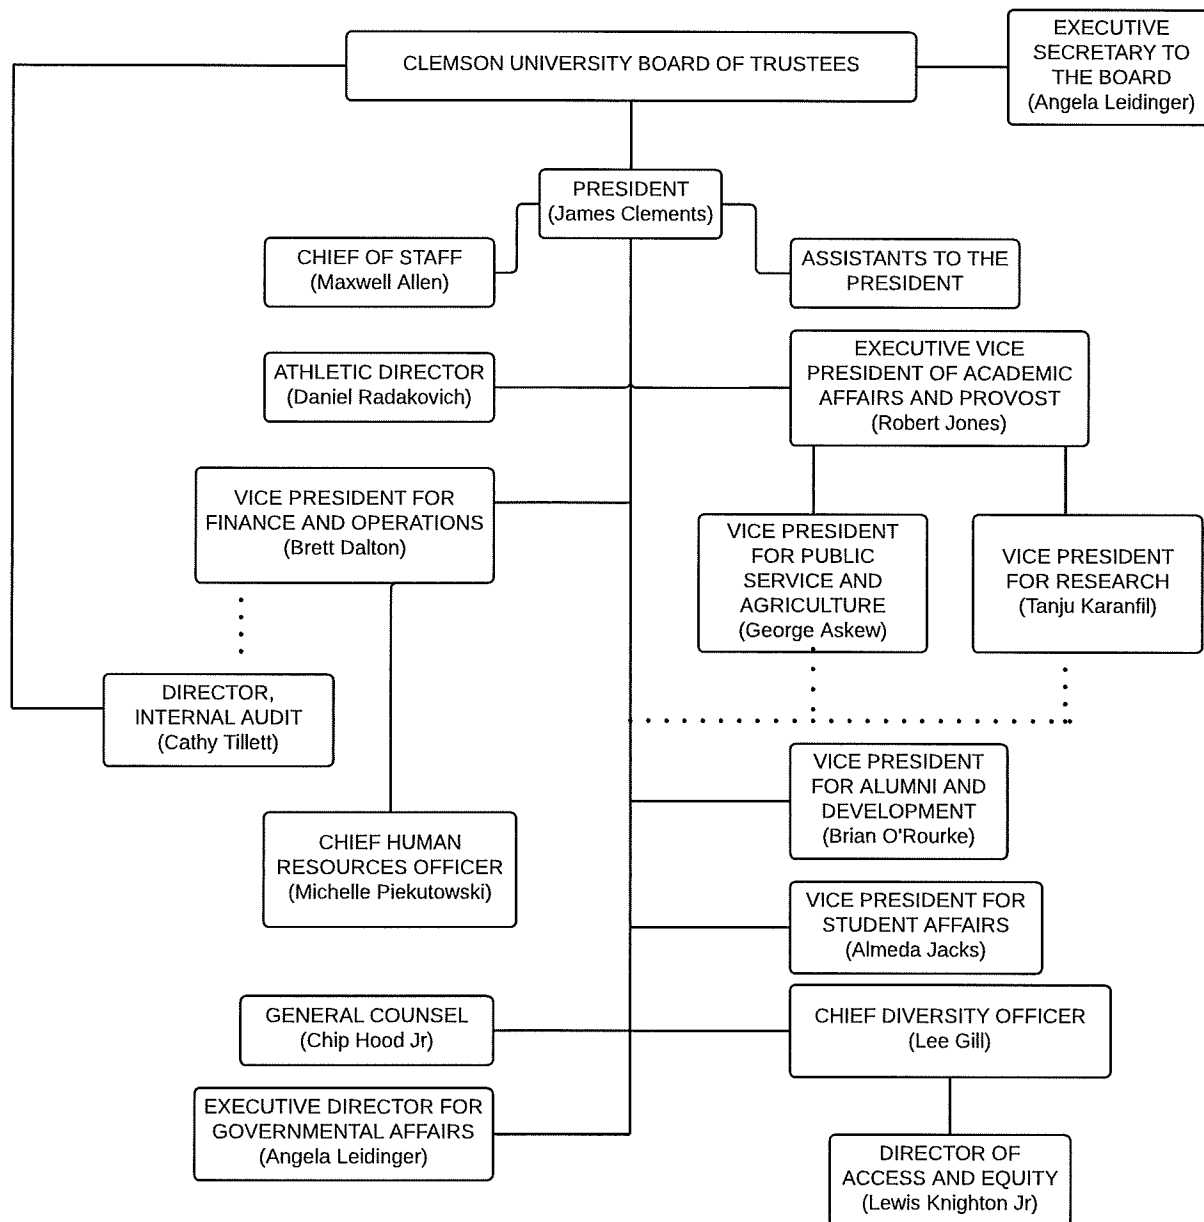 CLEMSON UNIVERSITY BOARD OF TRUSTEES
EXECUTIVE
SECRETARY TO
THE BOARD
(Angela Leidinger)
PRESIDENT
(James Clements)
CHIEF OF STAFF
(Maxwell Allen)
ASSISTANTS TO THE
PRESIDENT
ATHLETIC DIRECTOR
(Daniel Radakovich)
EXECUTIVE VICE
PRESIDENT OF ACADEMIC
AFFAIRS AND PROVOST
(Robert Jones)
VICE PRESIDENT FOR
FINANCE AND OPERATIONS
(Brett Dalton)
VICE PRESIDENT
FOR PUBLIC
SERVICE AND
AGRICULTURE
(George Askew)
VICE PRESIDENT
FOR RESEARCH
(Tanju Karanfil)
DIRECTOR,
INTERNAL AUDIT
(Cathy Tillett)
VICE PRESIDENT
FOR ALUMNI AND
DEVELOPMENT
(Brian O'Rourke)
CHIEF HUMAN
RESOURCES OFFICER
(Michelle Piekutowski)
VICE PRESIDENT FOR
STUDENT AFFAIRS
(Almeda Jacks)
GENERAL COUNSEL
(Chip Hood Jr)
CHIEF DIVERSITY OFFICER
(Lee Gill)
EXECUTIVE DIRECTOR FOR
GOVERNMENTAL AFFAIRS
(Angela Leidinger)
DIRECTOR OF
ACCESS AND EQUITY
(Lewis Knighton Jr)